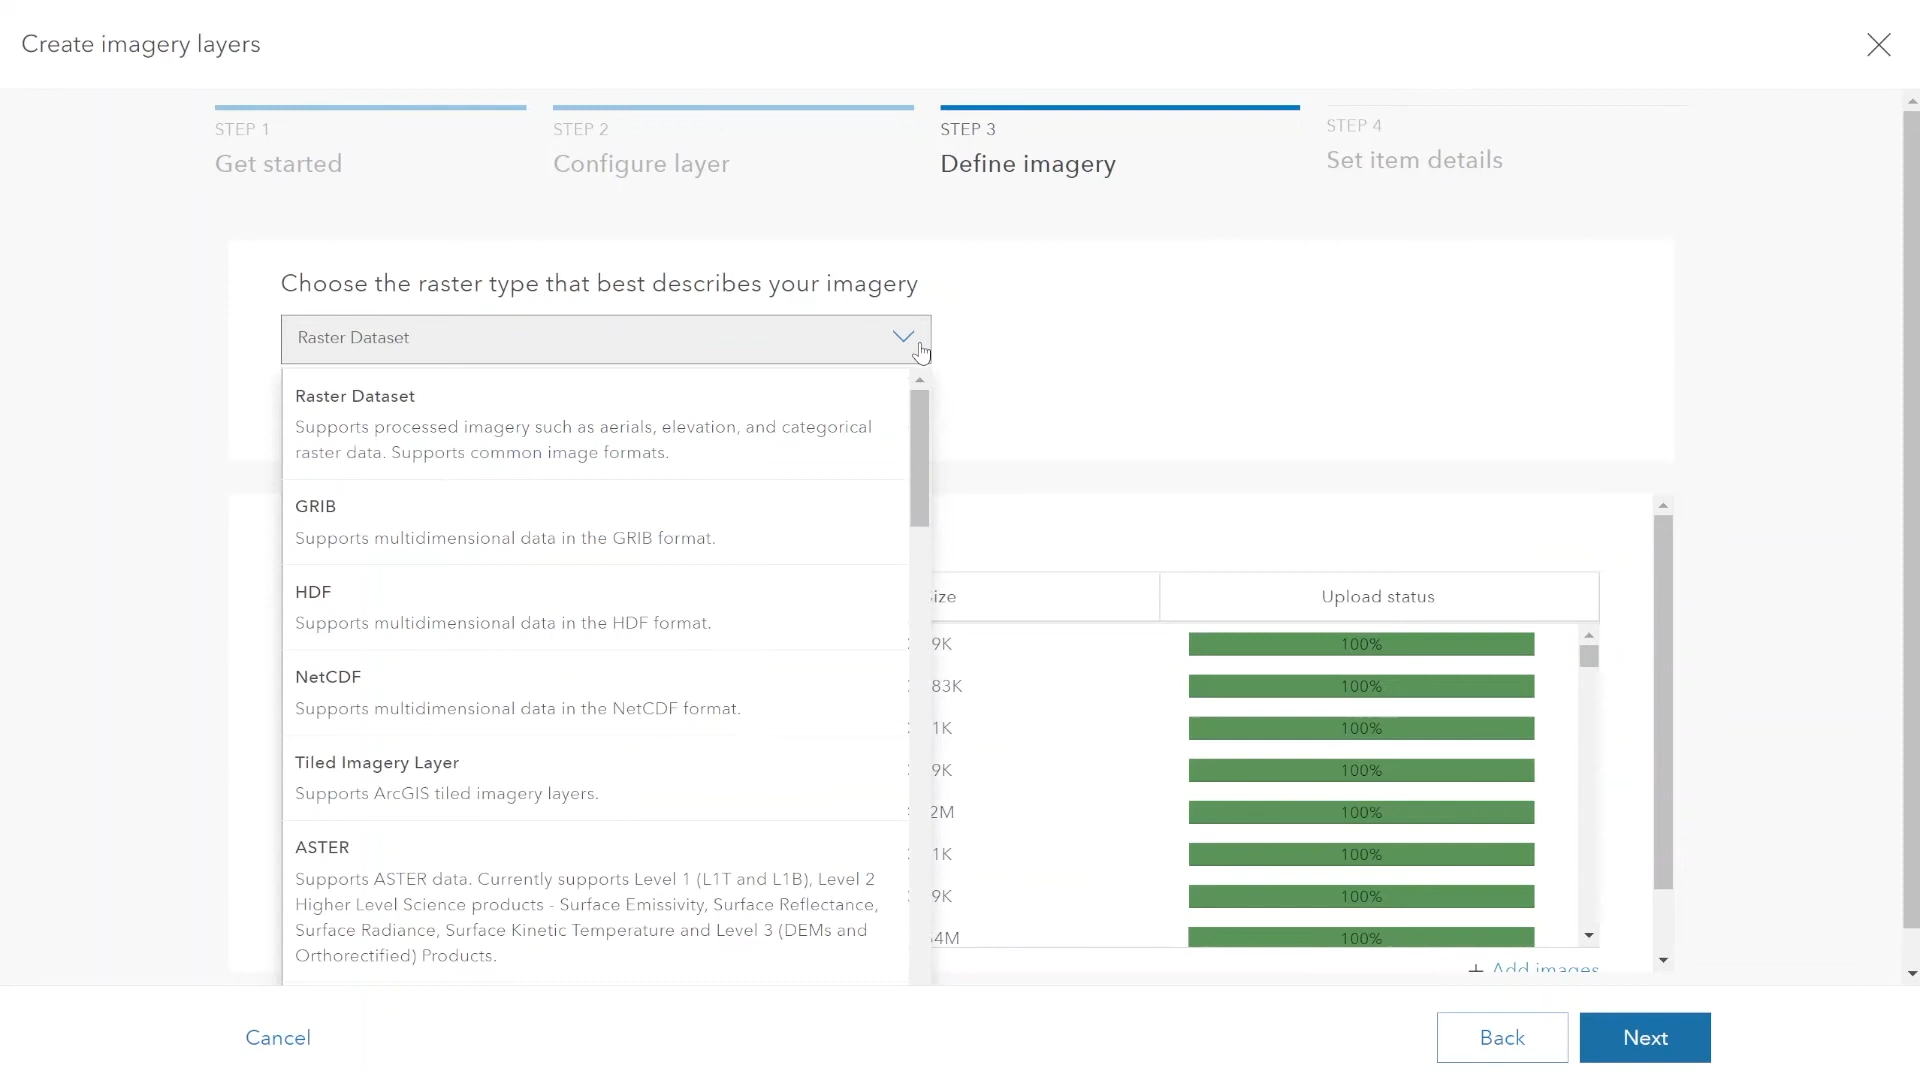 Create imagery layers
STEP 1
Get started
STEP 2
Configure layer
STEP 3
Define imagery
STEP 4
Set item details
Choose the raster type that best describes your imagery
Raster Dataset
Raster Dataset
Supports processed imagery such as aerials, elevation, and categorical
raster data. Supports common image formats.
GRIB
Supports multidimensional data in the GRIB format.
HDF
Supports multidimensional data in the HDF format.
NetCDF
Supports multidimensional data in the NetCDF format.
Tiled Imagery Layer
Supports ArcGIS tiled imagery layers.
ASTER
Supports ASTER data. Currently supports Level 1 (L1T and L1B), Level 2
Higher Level Science products - Surface Emissivity, Surface Reflectance,
Surface Radiance, Surface Kinetic Temperature and Level 3 (DEMs and
Orthorectified) Products.
ize
Upload status
9K
100%
83K
100%
1K
100%
9K
100%
2M
100%
1K
100%
9K
100%
4M
100%
+ Add images
Cancel
Back
Next